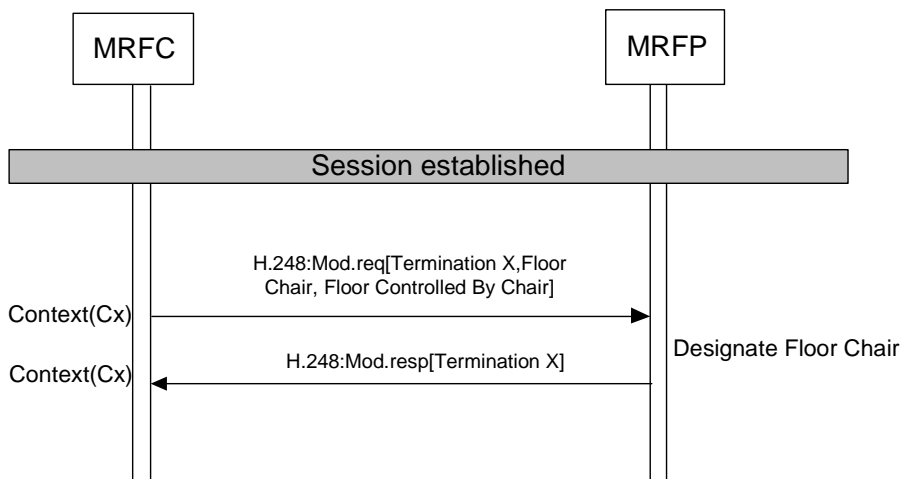 MRFC
MRFP
Session established
H.248:Mod.req[Termination X,Floor
Chair, Floor Controlled By Chair]
Context(Cx)
Designate Floor Chair
H.248:Mod.resp[Termination X]
Context(Cx)